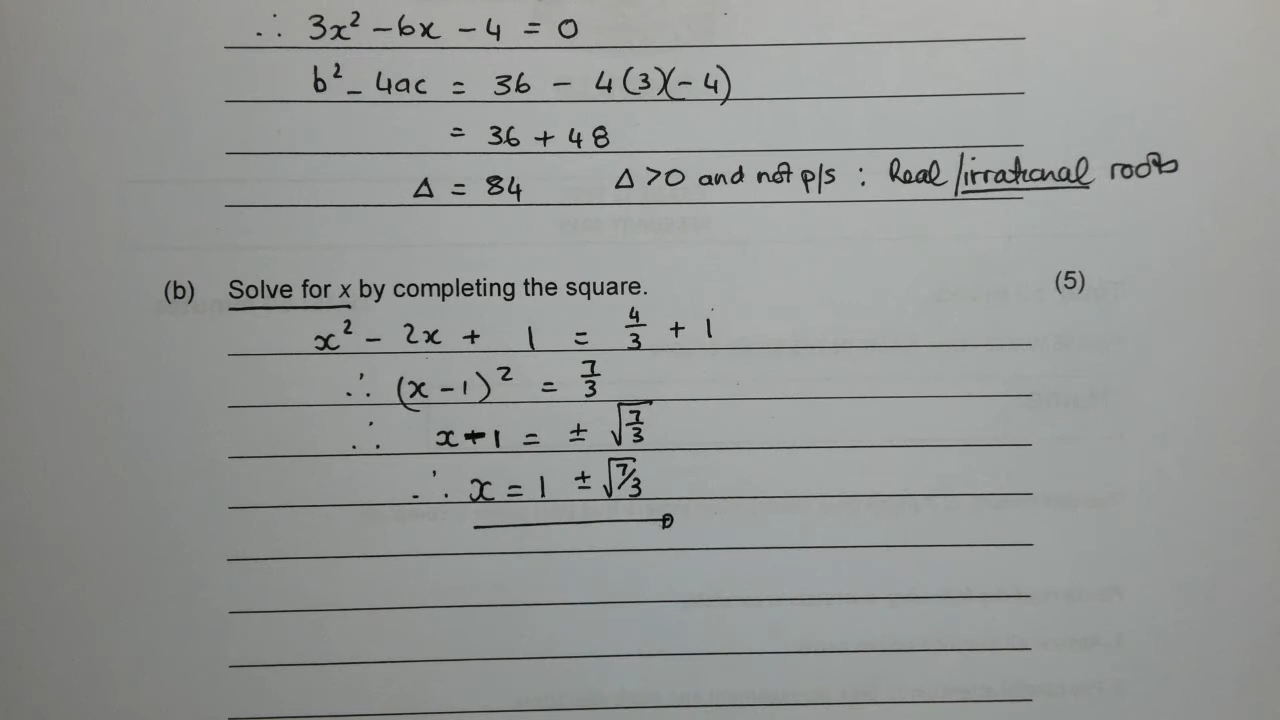 ∴ 3x² - 6x - 4 = 0
b² - 4ac = 36 - 4(3)(-4)
= 36 + 48
Δ = 84 Δ >0 and not p/s : Real/irrational roots
(b) Solve for x by completing the square. (5)
x² - 2x + 1 = 4/3 + 1
∴ (x-1)² = 7/3
∴ x-1 = ± √7/3
∴ x = 1 ± √7/3